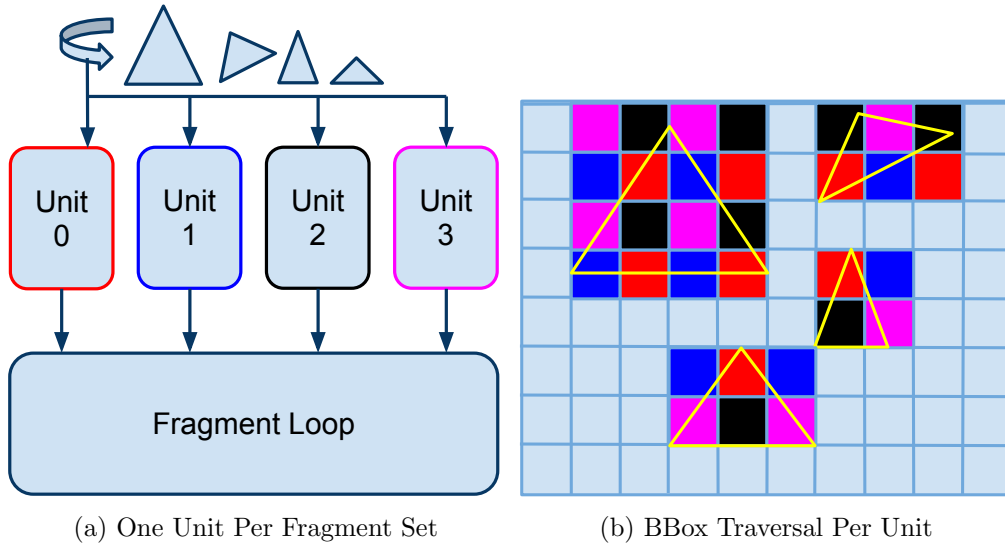 Unit
0
Unit
1
Unit
2
Unit
3
Fragment Loop
(a) One Unit Per Fragment Set
(b) BBox Traversal Per Unit